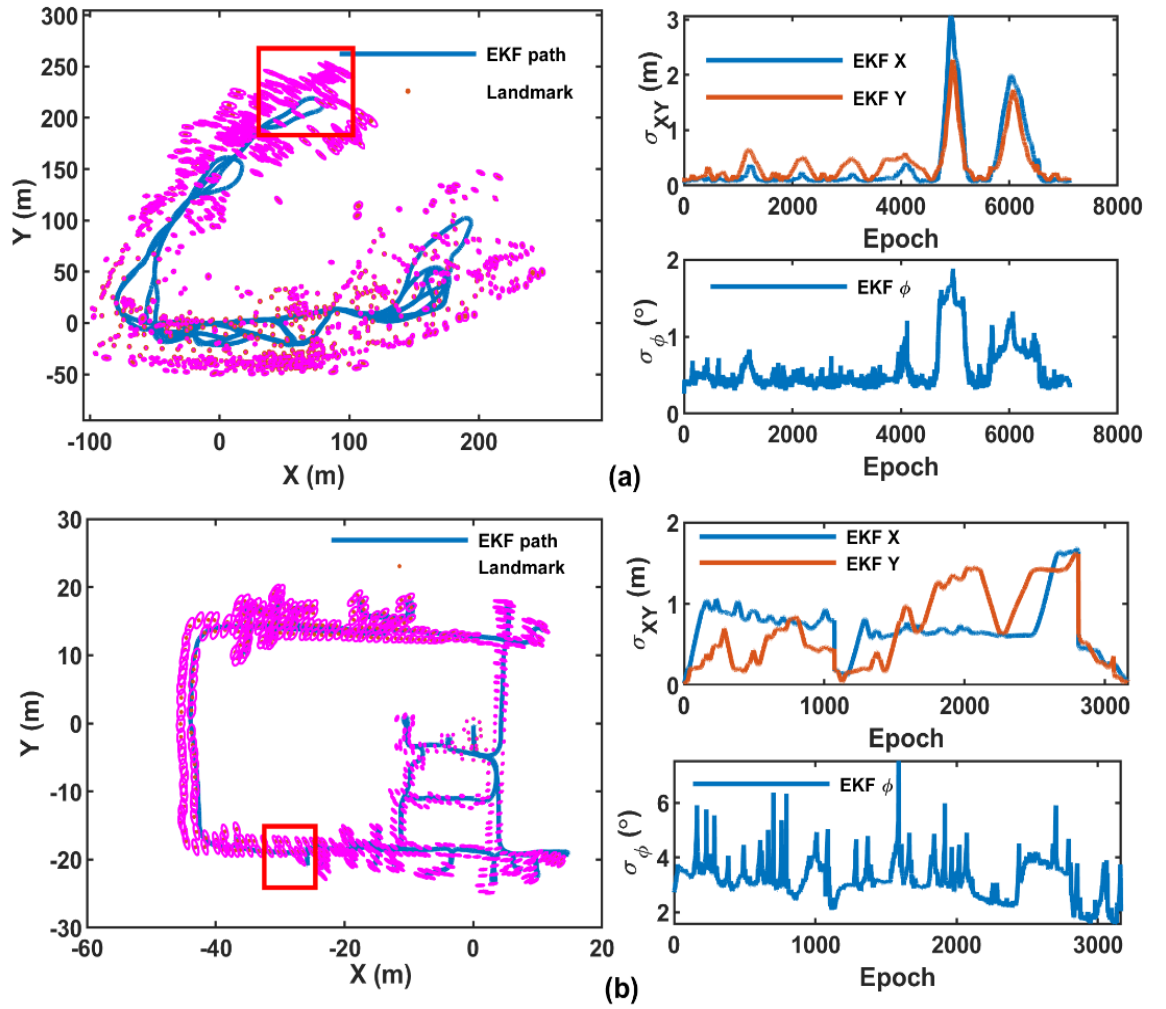 300
250
200
150
100
50
0
-50
-100
0
100
200
X (m)
Y (m)
EKF path
Landmark
3
2
1
0
0
2000
4000
6000
8000
Epoch
σXY (m)
EKF X
EKF Y
2
1
0
0
2000
4000
6000
8000
Epoch
σϕ (°)
EKF ϕ
(a)
30
20
10
0
-10
-20
-30
-60
-40
-20
0
20
X (m)
Y (m)
EKF path
Landmark
2
1
0
0
1000
2000
3000
Epoch
σXY (m)
EKF X
EKF Y
6
4
2
0
1000
2000
3000
Epoch
σϕ (°)
EKF ϕ
(b)